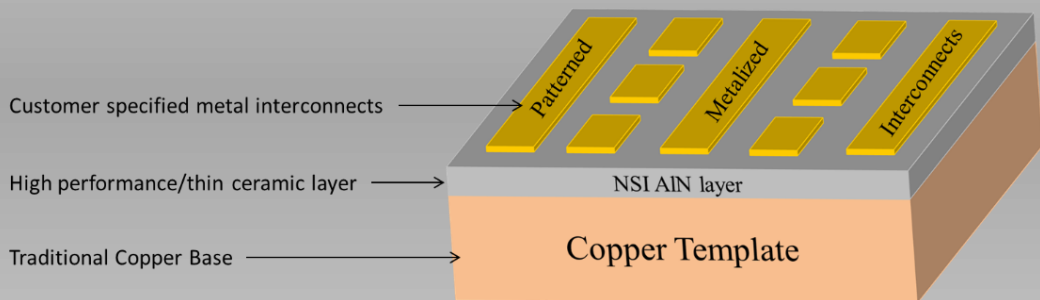 Customer specified metal interconnects
Patterned
Metalized
Interconnects
High performance/thin ceramic layer
NSI AlN layer
Traditional Copper Base
Copper Template